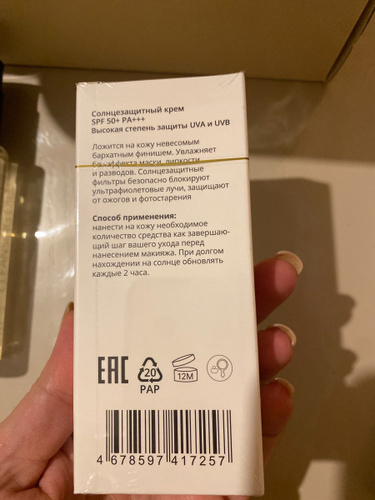 Солнцезащитный крем
SPF 50+ PA+++
Высокая степень защиты UVA и UVB
Ложится на кожу невесомым
бархатным финишем. Увлажняет
без эффекта маски, липкости
и разводов. Солнцезащитные
фильтры безопасно блокируют
ультрафиолетовые лучи, защищают
от ожогов и фотостарения
Способ применения:
нанести на кожу необходимое
количество средства как завершаю-
щий шаг вашего ухода перед
нанесением макияжа. При долгом
нахождении на солнце обновлять
каждые 2 часа.
EAC
20
PAP
12M
4 678597 417257